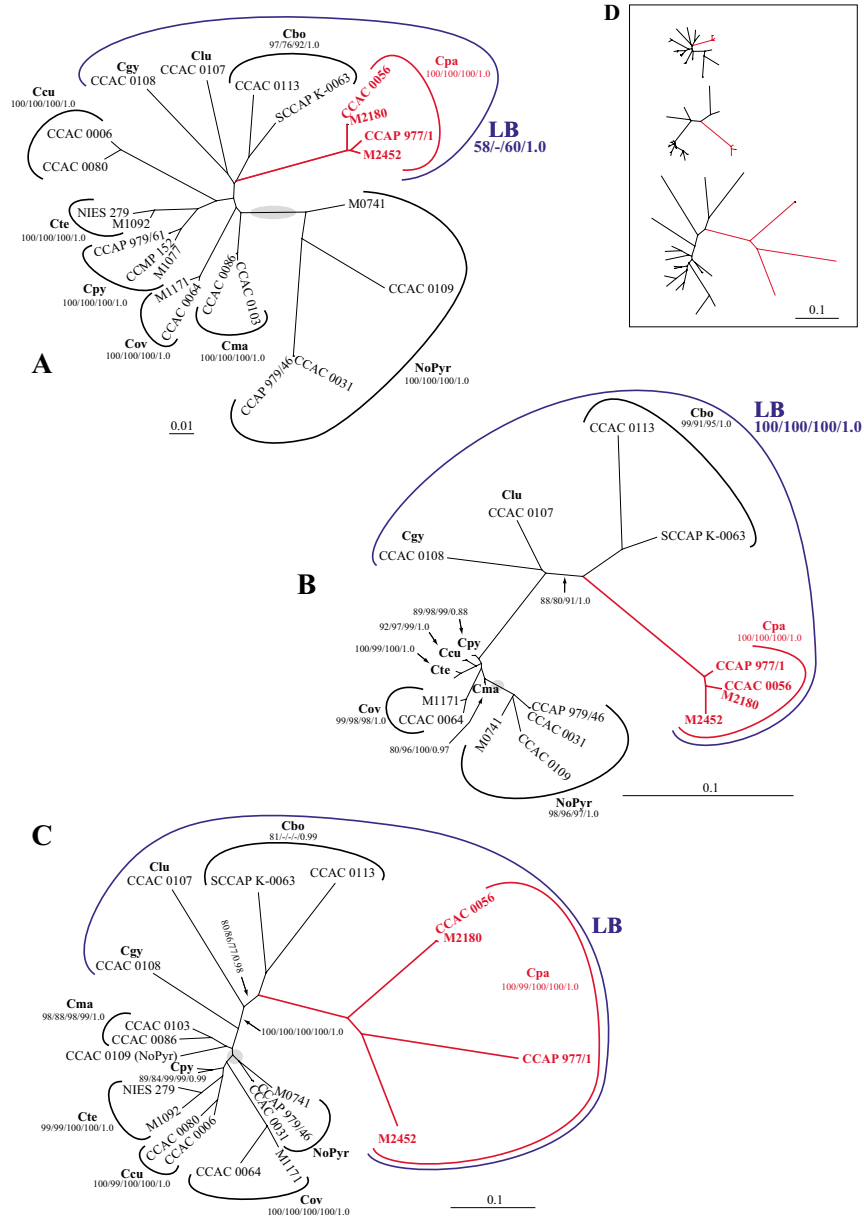 D
Cbo
97/76/92/1.0
Clu
CCAC 0107
Cgy
CCAC 0108
CCAC 0113
SCCAP K-0063
Cpa
100/100/100/1.0
CCAC 0056
M2180
CCAP 977/1
M2452
LB
58/-/60/1.0
Ccu
100/100/100/1.0
CCAC 0006
CCAC 0080
NIES 279
M1092
Cte
100/100/100/1.0
CCAP 979/61
CCMP 152
M1077
Cpy
100/100/100/1.0
M1171
CCAC 0064
Cov
100/100/100/1.0
CCAC 0086
CCAC 0103
Cma
100/100/100/1.0
M0741
CCAC 0109
CCAP 979/46
CCAC 0031
NoPyr
100/100/100/1.0
A
0.01
0.1
Cbo
99/91/95/1.0
LB
100/100/100/1.0
CCAC 0113
Clu
CCAC 0107
SCCAP K-0063
Cgy
CCAC 0108
B
88/80/91/1.0
89/98/99/0.88
92/97/99/1.0
100/99/100/1.0
Cpy
Ccu
Cte
Cma
Cpa
100/100/100/1.0
CCAP 977/1
CCAC 0056
M2180
M2452
M1171
CCAC 0064
Cov
99/98/98/1.0
80/96/100/0.97
M0741
CCAP 979/46
CCAC 0031
CCAC 0109
NoPyr
98/96/97/1.0
0.1
C
Cbo
81/-/-/-/0.99
Clu
CCAC 0107
SCCAP K-0063
CCAC 0113
LB
80/86/77/0.98
CCAC 0056
M2180
Cgy
CCAC 0108
Cpa
100/99/100/100/1.0
Cma
98/88/98/99/1.0
CCAC 0103
CCAC 0086
100/100/100/100/1.0
CCAC 0109 (NoPyr)
CCAP 977/1
Cpy
89/84/99/99/0.99
NIES 279
M1092
Cte
99/99/100/100/1.0
CCAC 0080
CCAC 0006
Ccu
100/99/100/100/1.0
M0741
CCAP 979/46
CCAC 0031
NoPyr
M1171
CCAC 0064
Cov
100/100/100/100/1.0
M2452
0.1